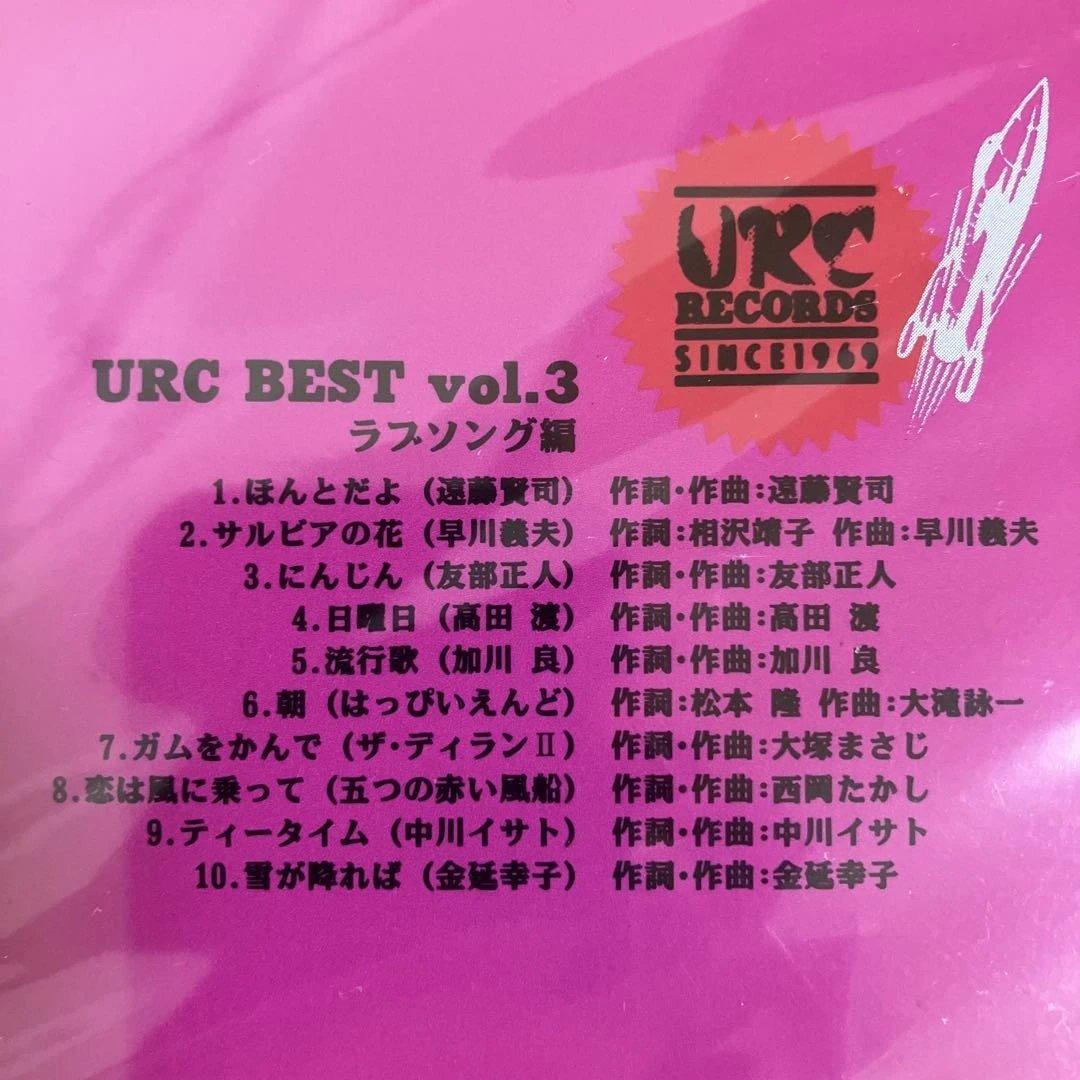 URC
RECORDS
SINCE1969
URC BEST vol.3
ラブソング編
1.ほんとだよ (遠藤賢司) 作詞・作曲:遠藤賢司
2.サルビアの花 (早川義夫) 作詞:相沢靖子 作曲:早川義夫
3.にんじん (友部正人) 作詞・作曲:友部正人
4.日曜日 (高田 渡) 作詞・作曲:高田 渡
5.流行歌 (加川 良) 作詞・作曲:加川 良
6.朝 (はっぴいえんど) 作詞:松本 隆 作曲:大滝詠一
7.ガムをかんで (ザ・ディランⅡ) 作詞・作曲:大塚まさじ
8.恋は風に乗って (五つの赤い風船) 作詞・作曲:西岡たかし
9.ティータイム (中川イサト) 作詞・作曲:中川イサト
10.雪が降れば (金延幸子) 作詞・作曲:金延幸子